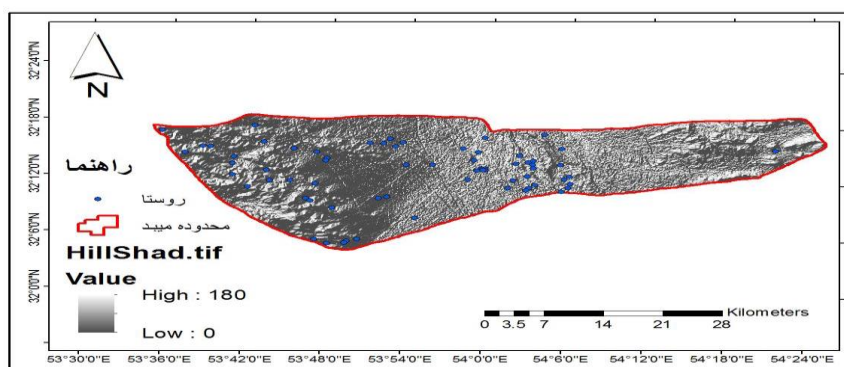 32°24'0"N
32°18'0"N
32°12'0"N
32°6'0"N
32°0'0"N
N
راهنما
روستا
محدوده میبد
HillShad.tif
Value
High : 180
Low : 0
Kilometers
0 3.5 7 14 21 28
53°30'0"E 53°36'0"E 53°42'0"E 53°48'0"E 53°54'0"E 54°0'0"E 54°6'0"E 54°12'0"E 54°18'0"E 54°24'0"E